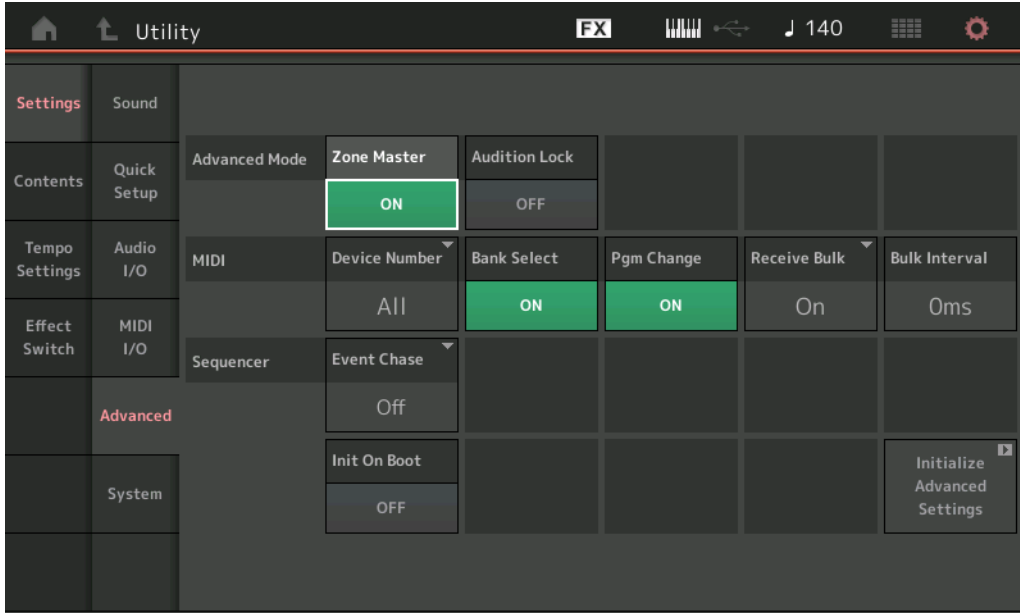 Utility
FX
140
Settings
Sound
Contents
Quick
Setup
Tempo
Settings
Audio
I/O
Effect
Switch
MIDI
I/O
Advanced
System
Advanced Mode
Zone Master
ON
Audition Lock
OFF
MIDI
Device Number
All
Bank Select
ON
Pgm Change
ON
Receive Bulk
On
Bulk Interval
0ms
Sequencer
Event Chase
Off
Init On Boot
OFF
Initialize
Advanced
Settings